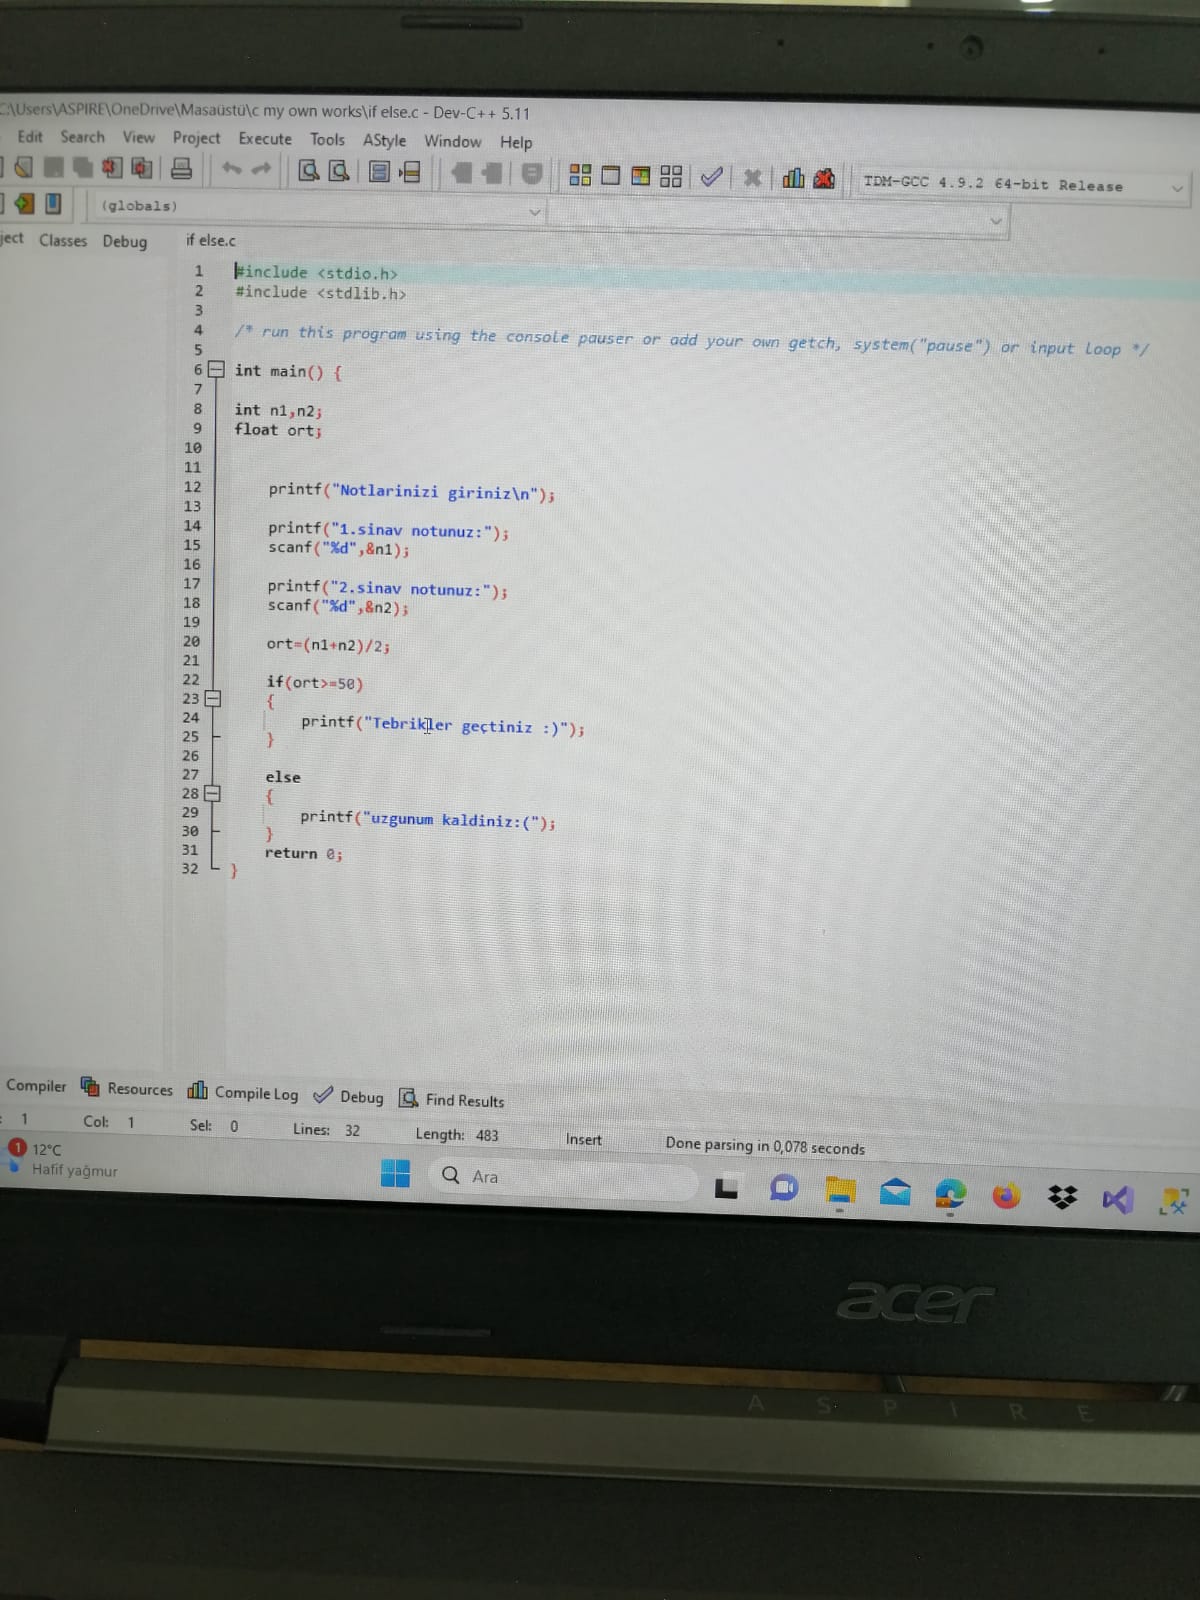 C:\Users\ASPIRE\OneDrive\Masaüstü\c my own works\if else.c - Dev-C++ 5.11
Edit Search View Project Execute Tools AStyle Window Help
TDM-GCC 4.9.2 64-bit Release
(globals)
ject Classes Debug if else.c
1 #include <stdio.h>
2 #include <stdlib.h>
3
4 /* run this program using the console pauser or add your own getch, system("pause") or input loop */
5
6 int main() {
7
8 int n1,n2;
9 float ort;
10
11
12 printf("Notlarinizi giriniz\n");
13
14 printf("1.sinav notunuz:");
15 scanf("%d",&n1);
16
17 printf("2.sinav notunuz:");
18 scanf("%d",&n2);
19
20 ort=(n1+n2)/2;
21
22 if(ort>=50)
23 {
24 printf("Tebrikler geçtiniz :)");
25 }
26
27 else
28 {
29 printf("uzgunum kaldiniz:(");
30 }
31 return 0;
32 }
Compiler Resources Compile Log Debug Find Results
: 1 Col: 1 Sel: 0 Lines: 32 Length: 483 Insert Done parsing in 0,078 seconds
1 12°C
Hafif yağmur
Ara
acer
ASPIRE